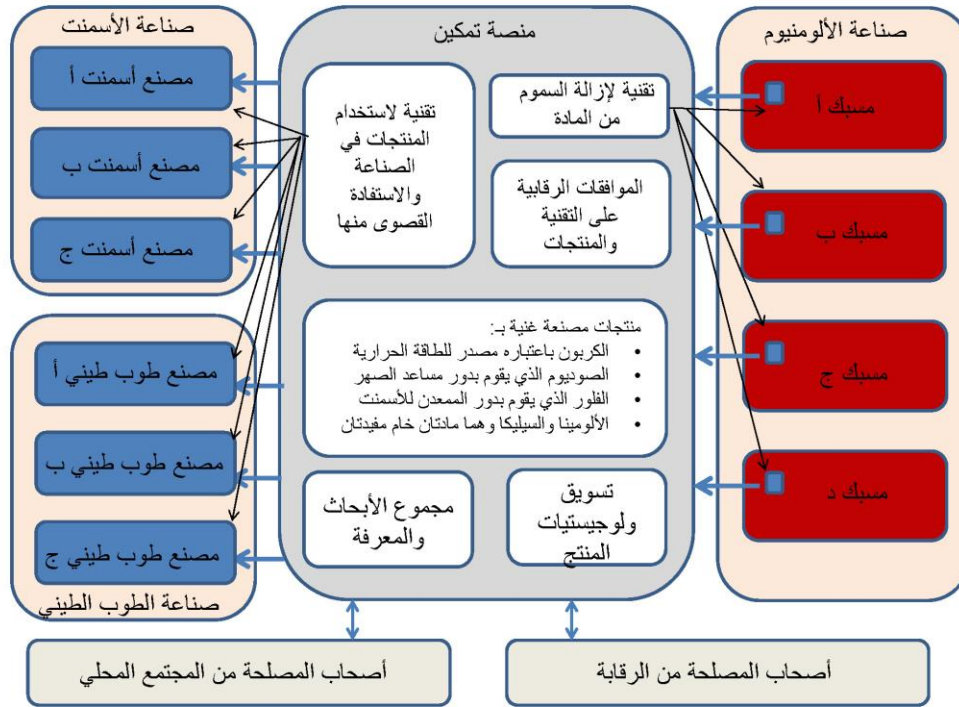 صناعة الألومنيوم
مسبك أ
مسبك ب
مسبك ج
مسبك د
منصة تمكين
تقنية لإزالة السموم
من المادة
الموافقات الرقابية
على التقنية
والمنتجات
تقنية لاستخدام
المنتجات في
الصناعة
والاستفادة
القصوى منها
منتجات مصنعة غنية بـ:
• الكربون باعتباره مصدر للطاقة الحرارية
• الصوديوم الذي يقوم بدور مساعد الصهر
• الفلور الذي يقوم بدور الممعدن للأسمنت
• الألومينا والسيليكا وهما مادتان خام مفيدتان
تسويق
ولوجيستيات
المنتج
مجموع الأبحاث
والمعرفة
صناعة الأسمنت
مصنع أسمنت أ
مصنع أسمنت ب
مصنع أسمنت ج
مصنع طوب طيني أ
مصنع طوب طيني ب
مصنع طوب طيني ج
صناعة الطوب الطيني
أصحاب المصلحة من الرقابة
أصحاب المصلحة من المجتمع المحلي